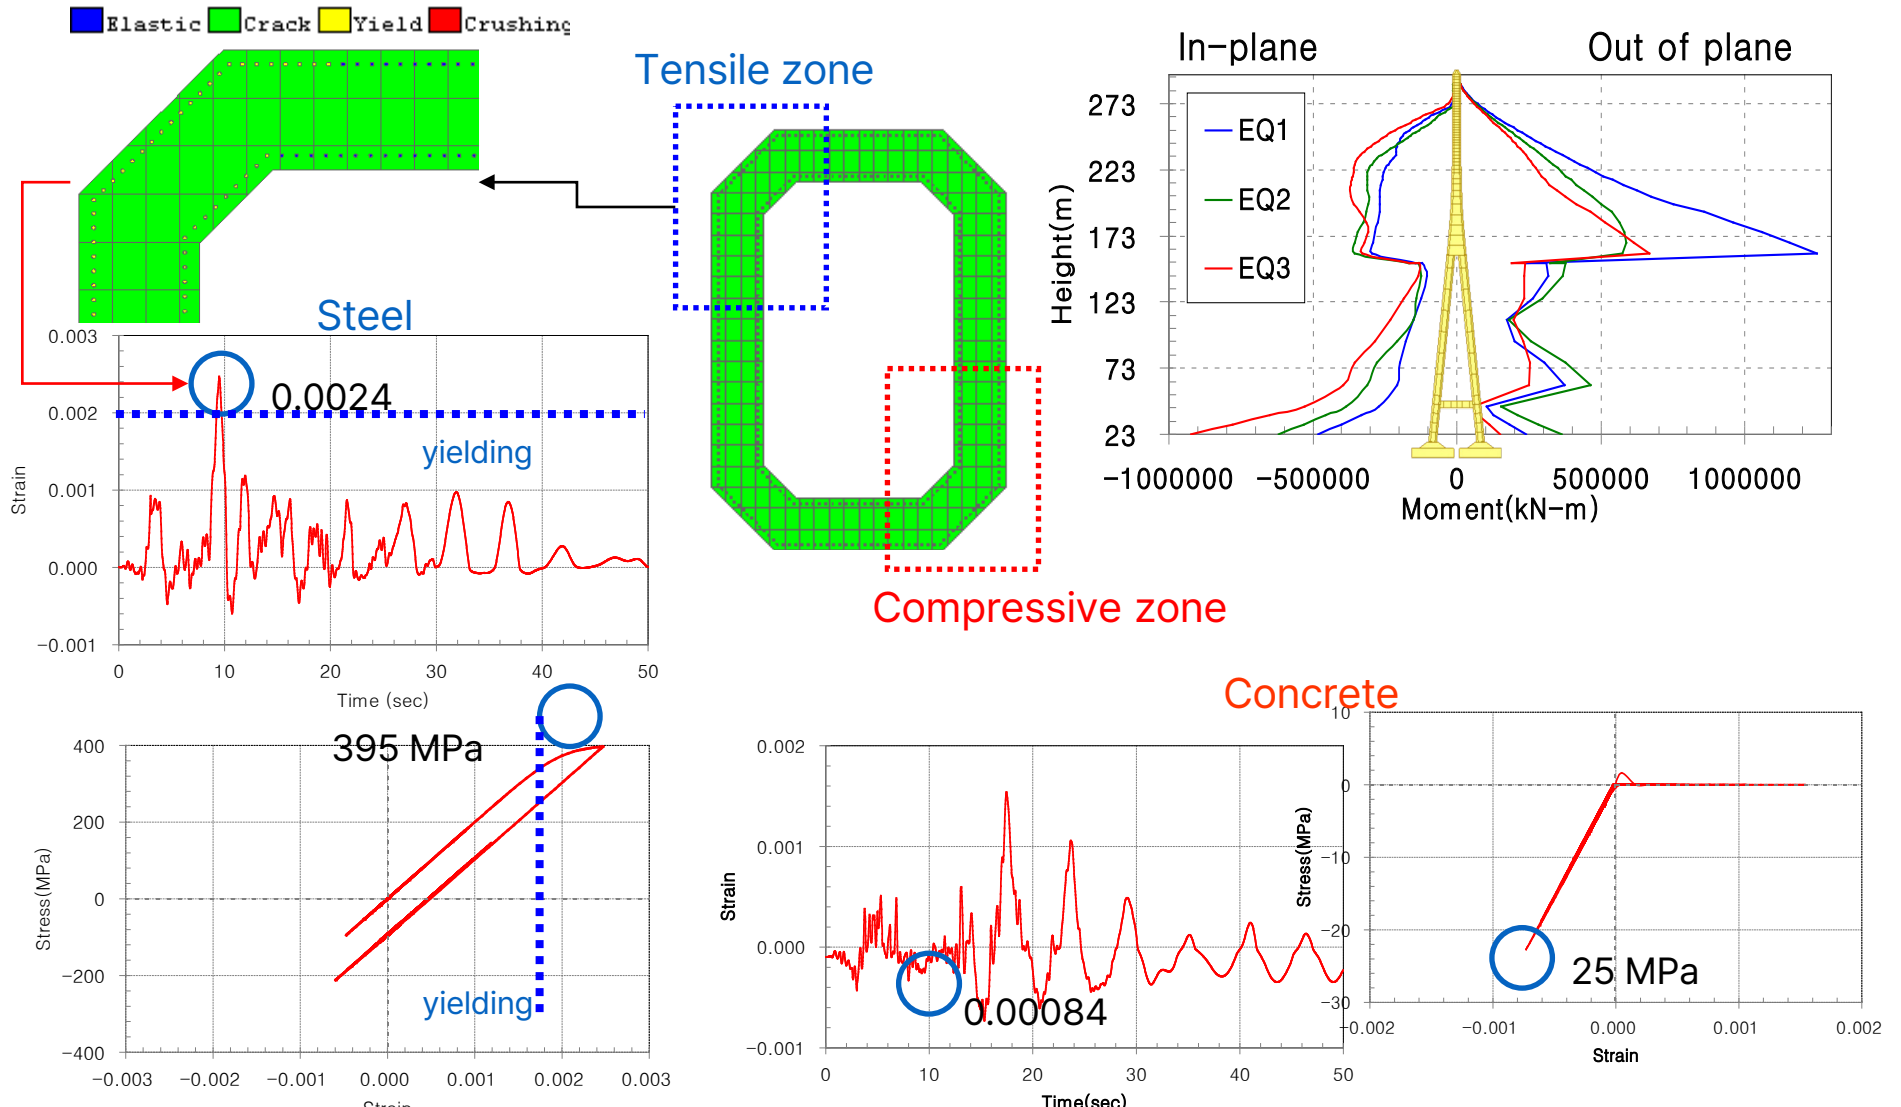 Elastic Crack Yield Crushing
Tensile zone
In-plane
Out of plane
273
223
173
123
73
23
Height(m)
EQ1
EQ2
EQ3
-1000000 -500000 0 500000 1000000
Moment(kN-m)
Steel
0.003
0.002
0.001
0.000
-0.001
Strain
0.0024
yielding
0 10 20 30 40 50
Time (sec)
Compressive zone
395 MPa
400
200
0
-200
-400
Stress(MPa)
yielding
-0.003 -0.002 -0.001 0.000 0.001 0.002 0.003
Strain
Concrete
0.002
0.001
0.000
-0.001
Strain
0.00084
0 10 20 30 40 50
Time(sec)
10
0
-10
-20
-30
Stress(MPa)
25 MPa
-0.002 -0.001 0.000 0.001 0.002
Strain